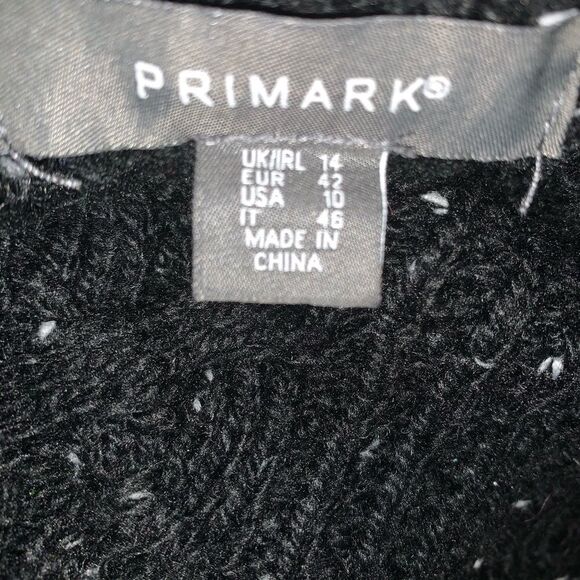 PRIMARK®
UK/IRL 14
EUR 42
USA 10
IT 46
MADE IN
CHINA